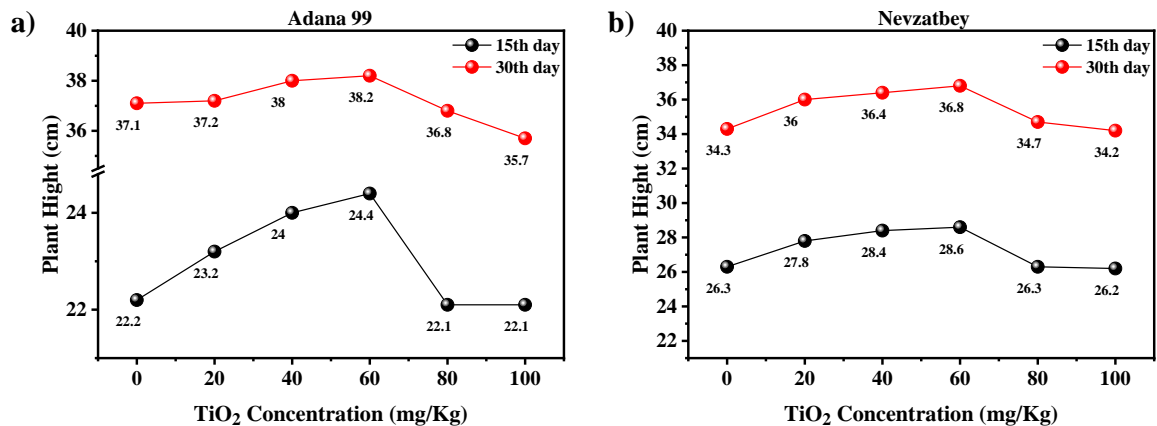 a)
Adana 99
15th day
30th day
40
38
36
24
22
Plant Hight (cm)
37.1
37.2
38
38.2
36.8
35.7
22.2
23.2
24
24.4
22.1
22.1
0 20 40 60 80 100
TiO2 Concentration (mg/Kg)
b)
Nevzatbey
15th day
30th day
40
38
36
34
32
30
28
26
24
22
Plant Hight (cm)
34.3
36
36.4
36.8
34.7
34.2
26.3
27.8
28.4
28.6
26.3
26.2
0 20 40 60 80 100
TiO2 Concentration (mg/Kg)